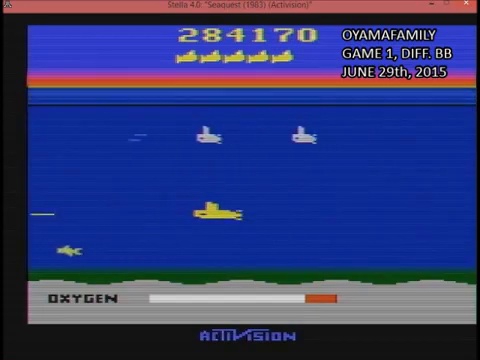 Stella 4.0: "Seaquest (1983) (Activision)"
284170
OYAMAFAMILY
GAME 1, DIFF. BB
JUNE 29th, 2015
OXYGEN
ACTIVISION